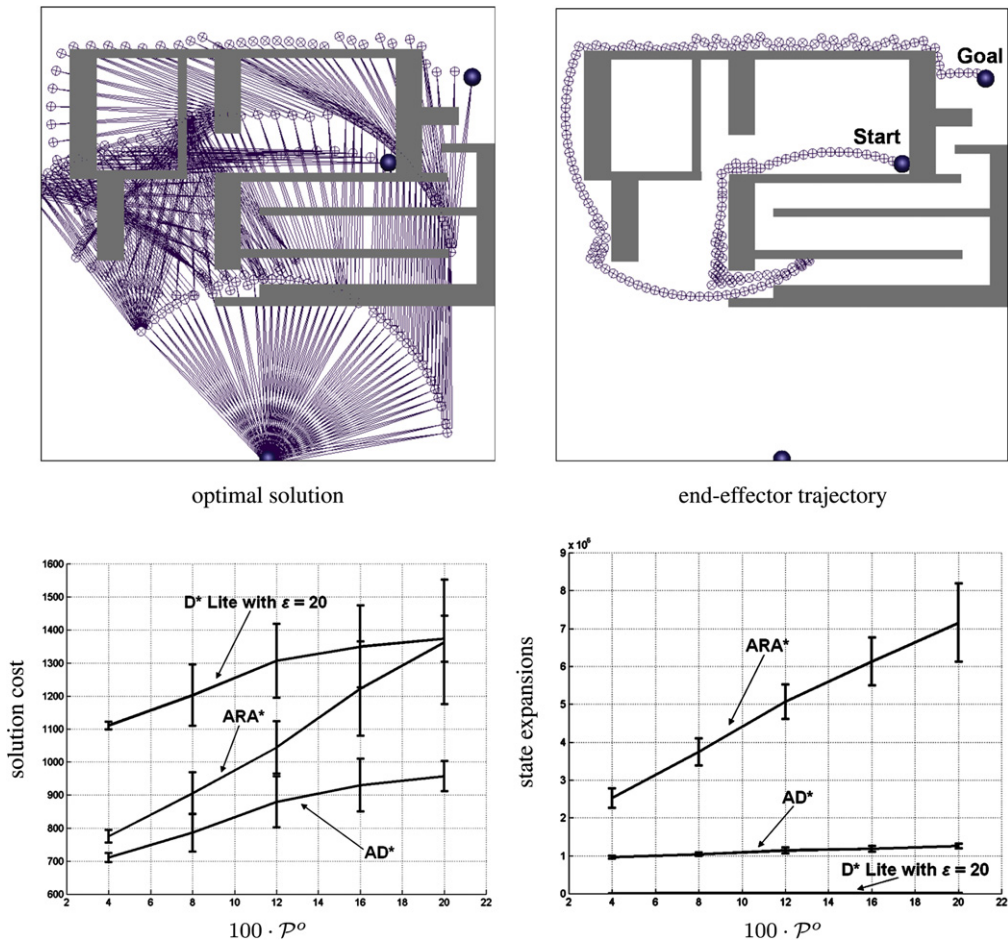 Goal
Start
optimal solution
end-effector trajectory
1600
1500
1400
1300
1200
1100
1000
900
800
700
600
solution cost
D* Lite with ε = 20
ARA*
AD*
2 4 6 8 10 12 14 16 18 20 22
100 · 𝒫ᵒ
x 10⁶
9
8
7
6
5
4
3
2
1
0
state expansions
ARA*
AD*
D* Lite with ε = 20
2 4 6 8 10 12 14 16 18 20 22
100 · 𝒫ᵒ